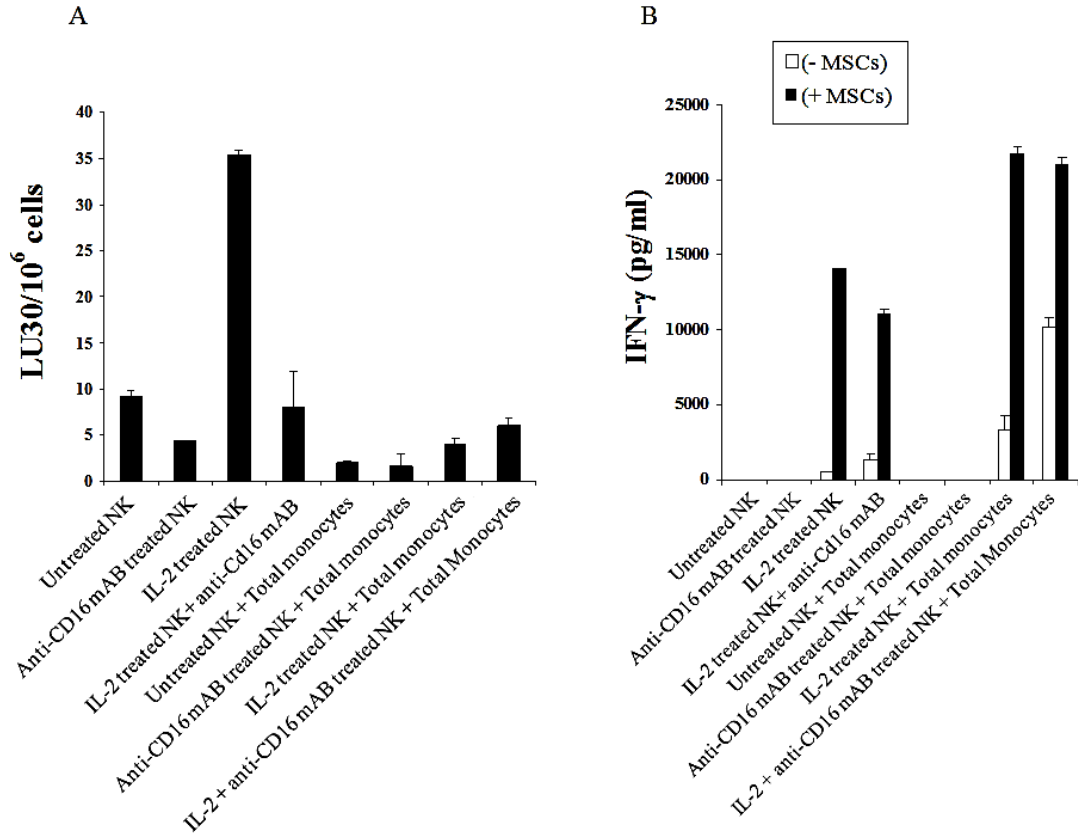 A
LU30/10⁶ cells
40
35
30
25
20
15
10
5
0
Untreated NK
Anti-CD16 mAB treated NK
IL-2 treated NK
IL-2 treated NK+ anti-Cd16 mAB
Untreated NK + Total monocytes
Anti-CD16 mAB treated NK + Total monocytes
IL-2 treated NK + Total monocytes
IL-2 + anti-CD16 mAB treated NK + Total Monocytes
B
(- MSCs)
(+ MSCs)
IFN-γ (pg/ml)
25000
20000
15000
10000
5000
0
Untreated NK
Anti-CD16 mAB treated NK
IL-2 treated NK
IL-2 treated NK+ anti-Cd16 mAB
Untreated NK + Total monocytes
Anti-CD16 mAB treated NK + Total monocytes
IL-2 treated NK + Total monocytes
IL-2 + anti-CD16 mAB treated NK + Total Monocytes